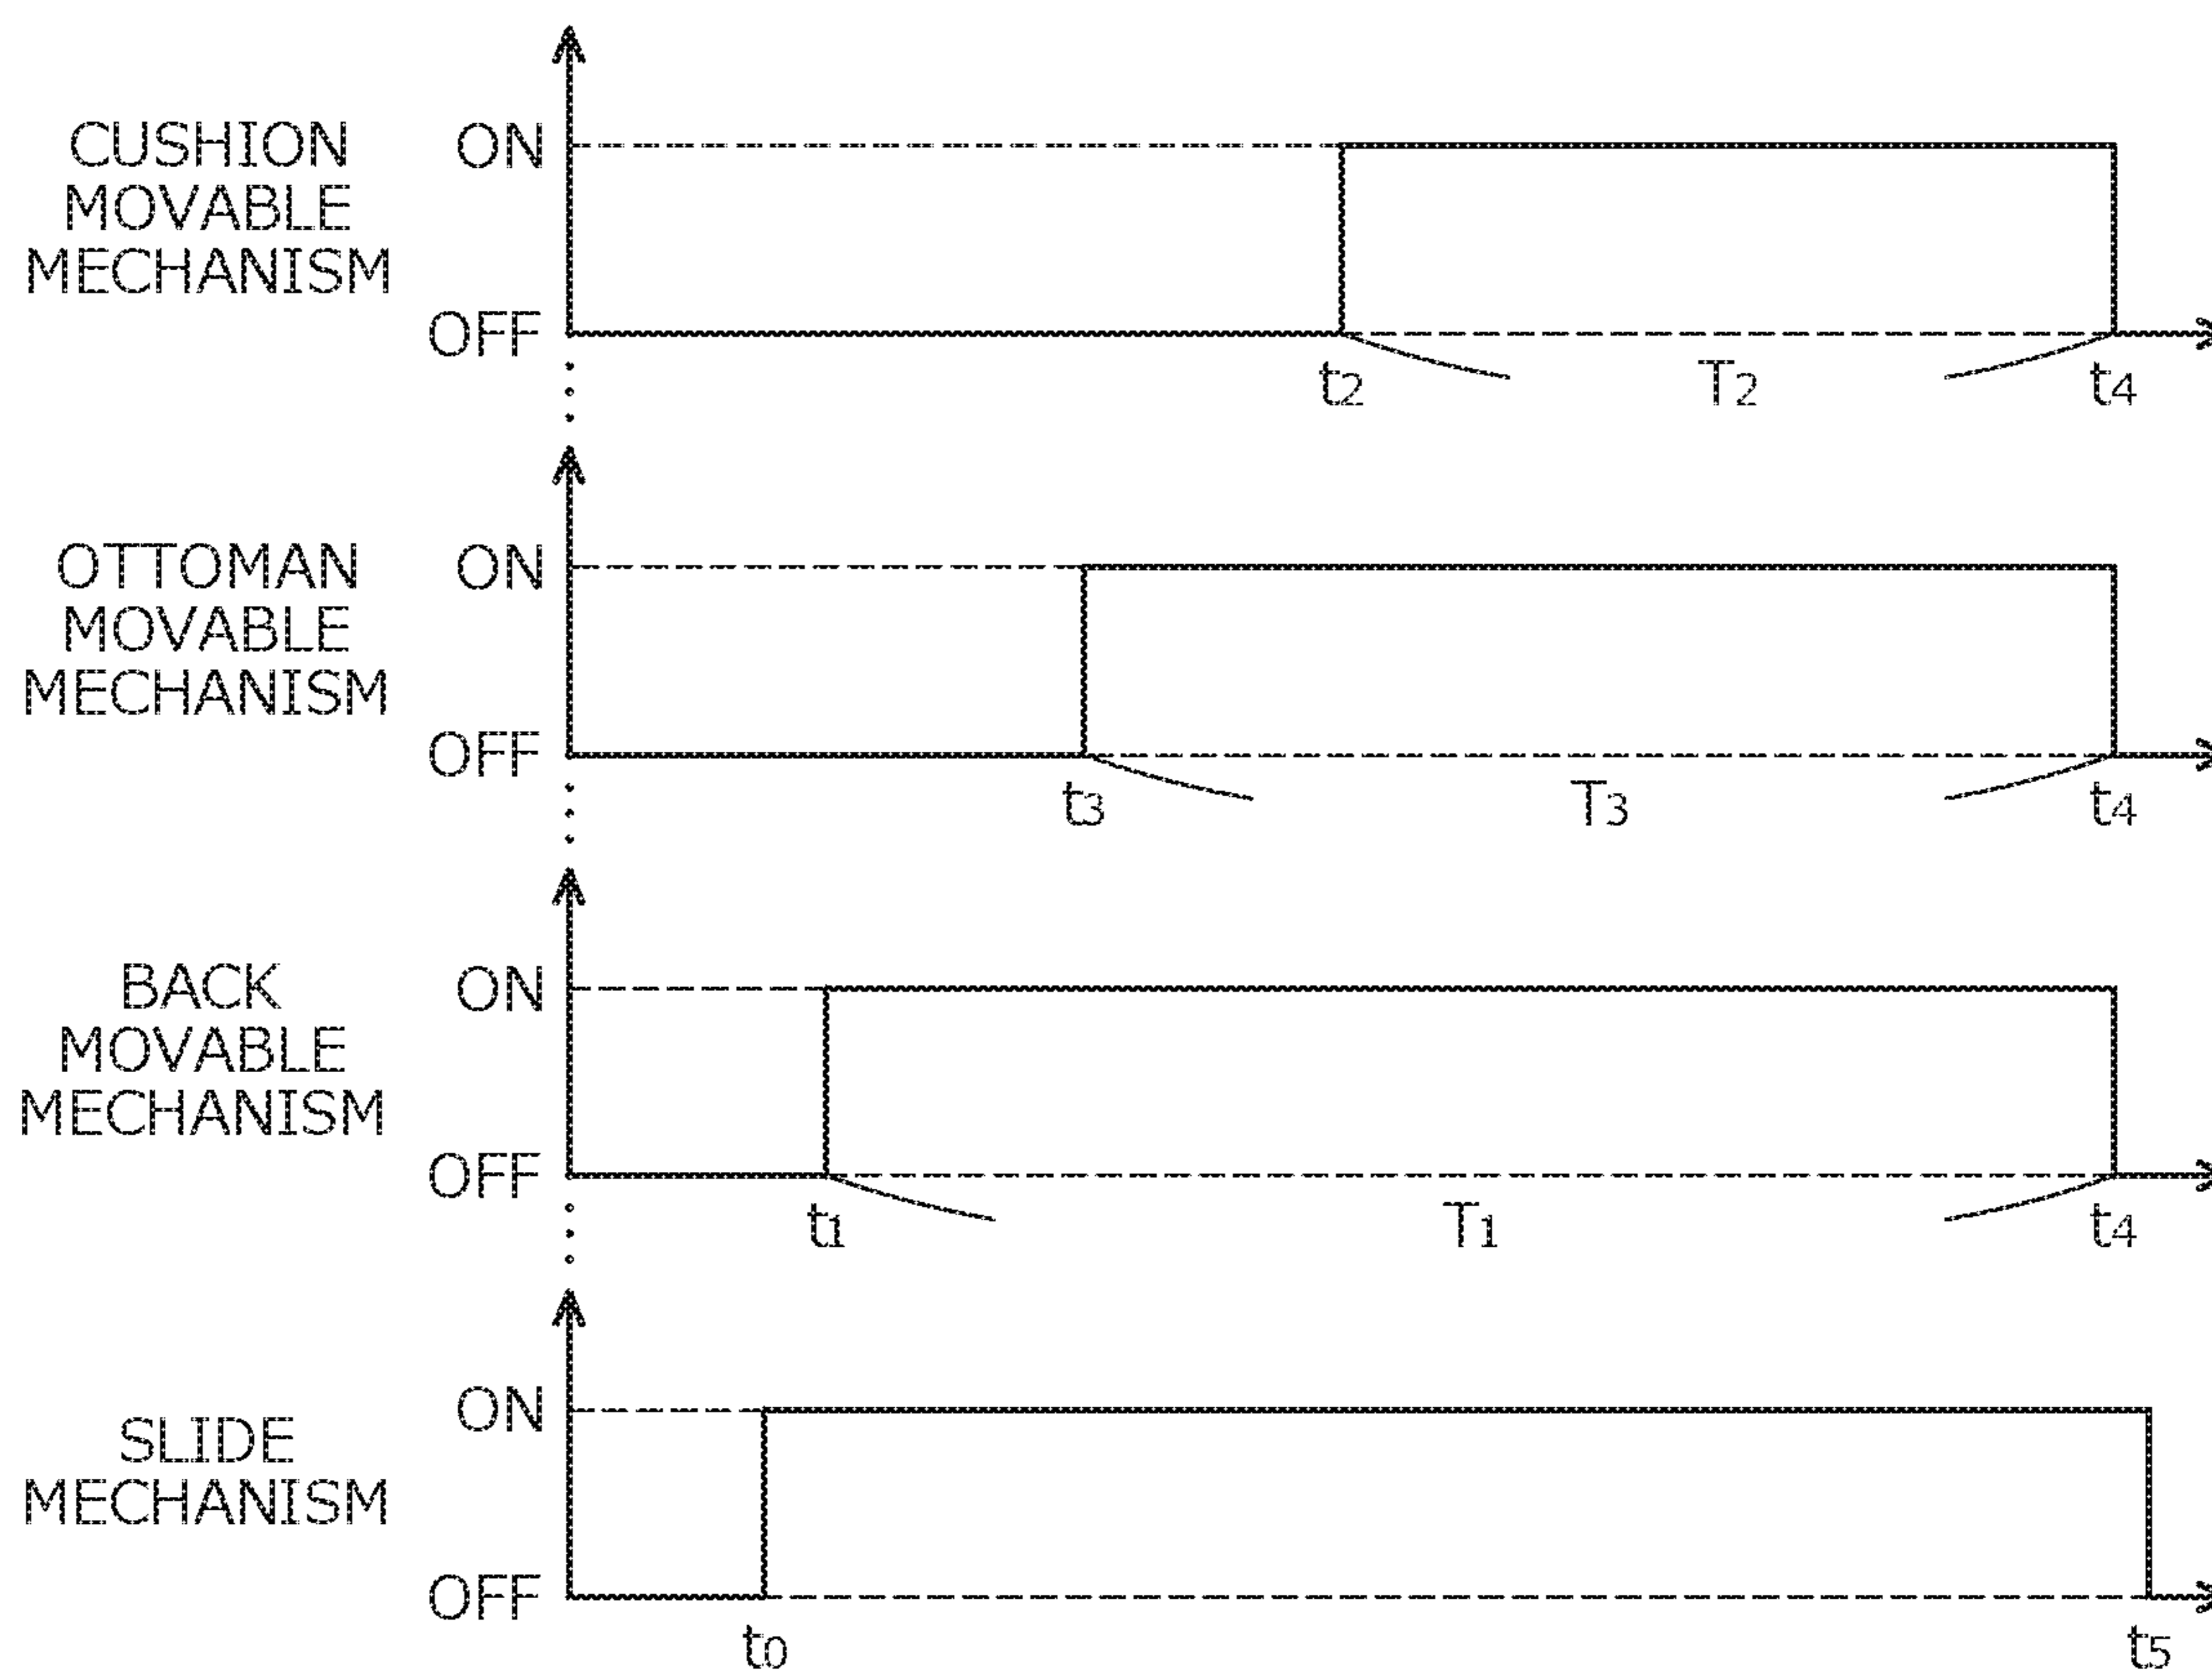 CUSHION
MOVABLE
MECHANISM
ON
OFF
t2
T2
t4
OTTOMAN
MOVABLE
MECHANISM
ON
OFF
t3
T3
t4
BACK
MOVABLE
MECHANISM
ON
OFF
t1
T1
t4
SLIDE
MECHANISM
ON
OFF
t0
t5